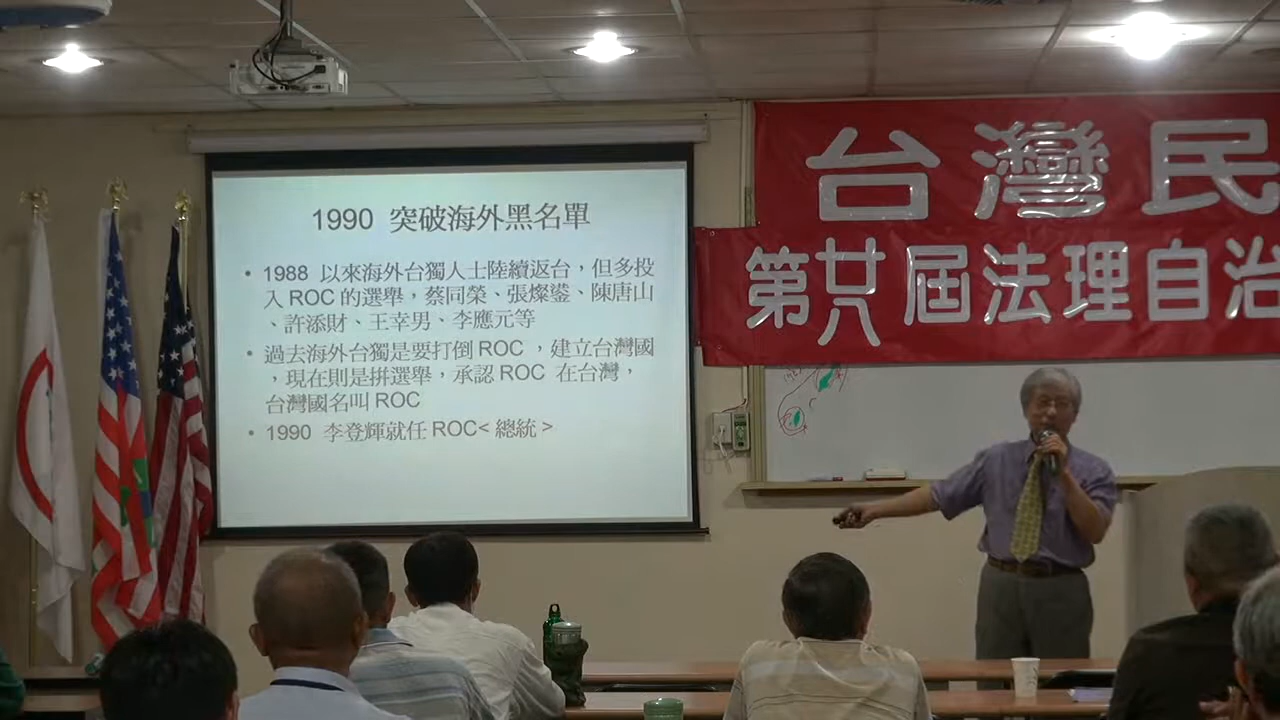 台灣民
第廿八屆法理自治
1990 突破海外黑名單
• 1988 以來海外台獨人士陸續返台，但多投
入 ROC 的選舉，蔡同榮、張燦鍙、陳唐山
、許添財、王幸男、李應元等
• 過去海外台獨是要打倒 ROC ，建立台灣國
，現在則是拚選舉，承認 ROC 在台灣，
台灣國名叫 ROC
• 1990 李登輝就任 ROC< 總統 >